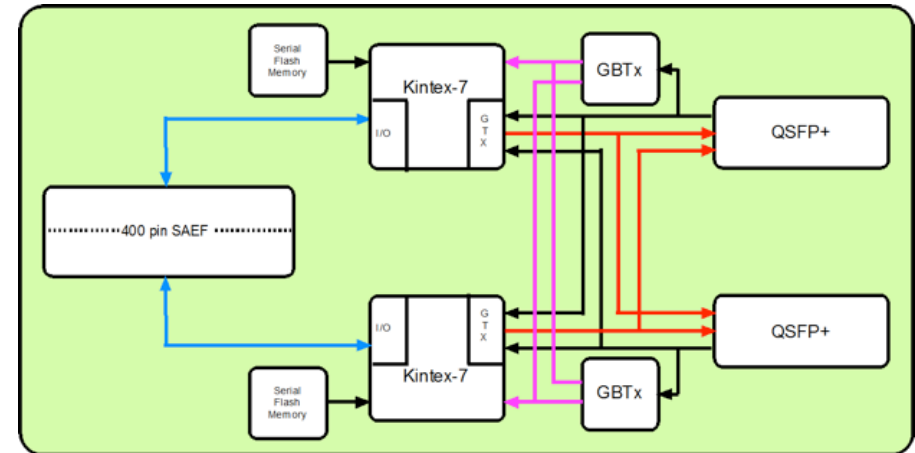 Serial
Flash
Memory
Kintex-7
I/O
G
T
X
GBTx
QSFP+
400 pin SAEF
I/O
G
T
X
Kintex-7
QSFP+
Serial
Flash
Memory
GBTx